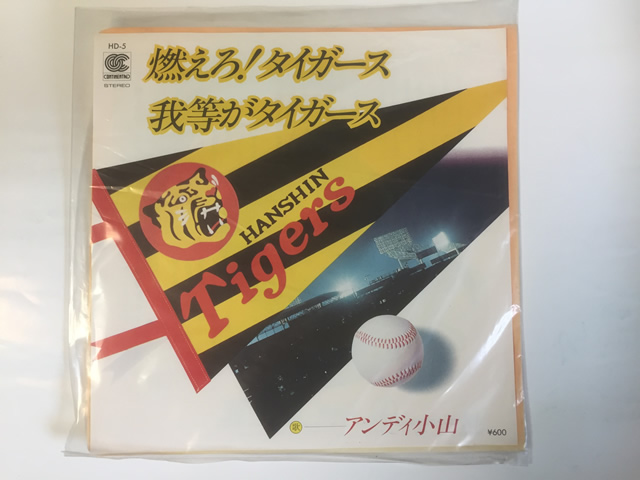 HD-5
CONTINENTAL
STEREO
燃えろ!タイガース
我等がタイガース
HANSHIN
Tigers
歌 アンディ小山
¥600